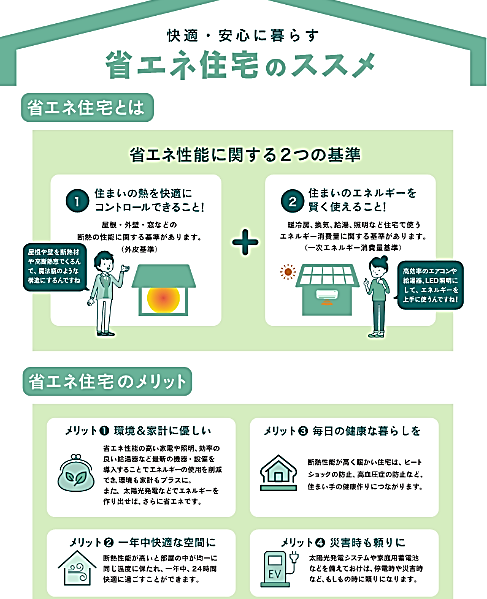 快適・安心に暮らす
省エネ住宅のススメ
省エネ住宅とは
省エネ性能に関する2つの基準
1 住まいの熱を快適に
コントロールできること!
屋根・外壁・窓などの
断熱の性能に関する基準があります。
(外皮基準)
屋根や壁を断熱材
や高断熱窓でくるん
で、魔法瓶のような
構造にするんですね
+
2 住まいのエネルギーを
賢く使えること!
暖冷房、換気、給湯、照明など住宅で使う
エネルギー消費量に関する基準があります。
(一次エネルギー消費量基準)
高効率のエアコンや
給湯器、LED照明に
して、エネルギーを
上手に使うんですね!
省エネ住宅のメリット
メリット❶ 環境&家計に優しい
省エネ性能の高い家電や照明、効率の
良い給湯器など最新の機器・設備を
導入することでエネルギーの使用を削減
でき、環境も家計もプラスに。
また、太陽光発電などでエネルギーを
作り出せば、さらに省エネです。
メリット❷ 一年中快適な空間に
断熱性能が高いと部屋の中が均一に
同じ温度に保たれ、一年中、24時間
快適に過ごすことができます。
メリット❸ 毎日の健康な暮らしを
断熱性能が高く暖かい住宅は、ヒート
ショックの防止、高血圧症の防止など、
住まい手の健康作りにつながります。
メリット❹ 災害時も頼りに
EV
太陽光発電システムや家庭用蓄電池
などを備えておけば、停電時や災害時
など、もしもの時に頼りになります。